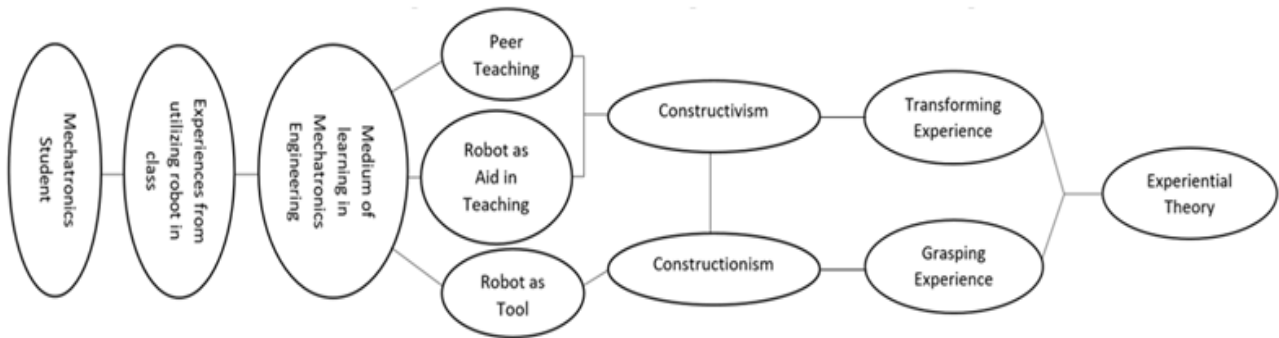 Mechatronics
Student
Experiences from
utilizing robot in
class
Medium of
learning in
Mechatronics
Engineering
Peer
Teaching
Robot as
Aid in
Teaching
Robot as
Tool
Constructivism
Constructionism
Transforming
Experience
Grasping
Experience
Experiential
Theory